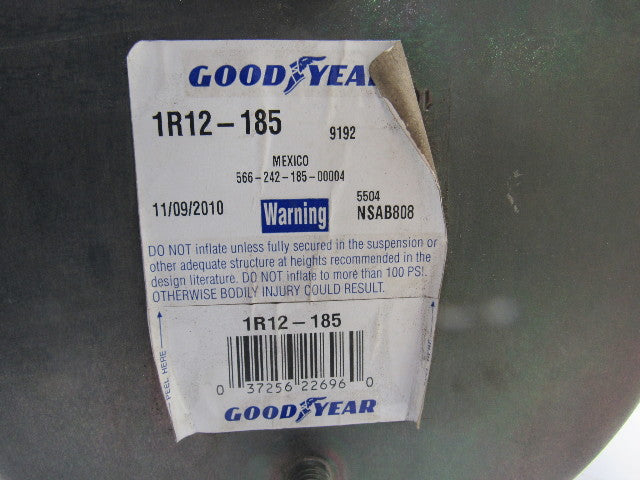 GOODYEAR
1R12-185 9192
MEXICO
566-242-185-00004
11/09/2010 Warning 5504
NSAB808
DO NOT inflate unless fully secured in the suspension or
other adequate structure at heights recommended in the
design literature. DO NOT inflate to more than 100 PSI.
OTHERWISE BODILY INJURY COULD RESULT.
1R12-185
PEEL HERE
HERE
0 37256 22696 0
GOODYEAR